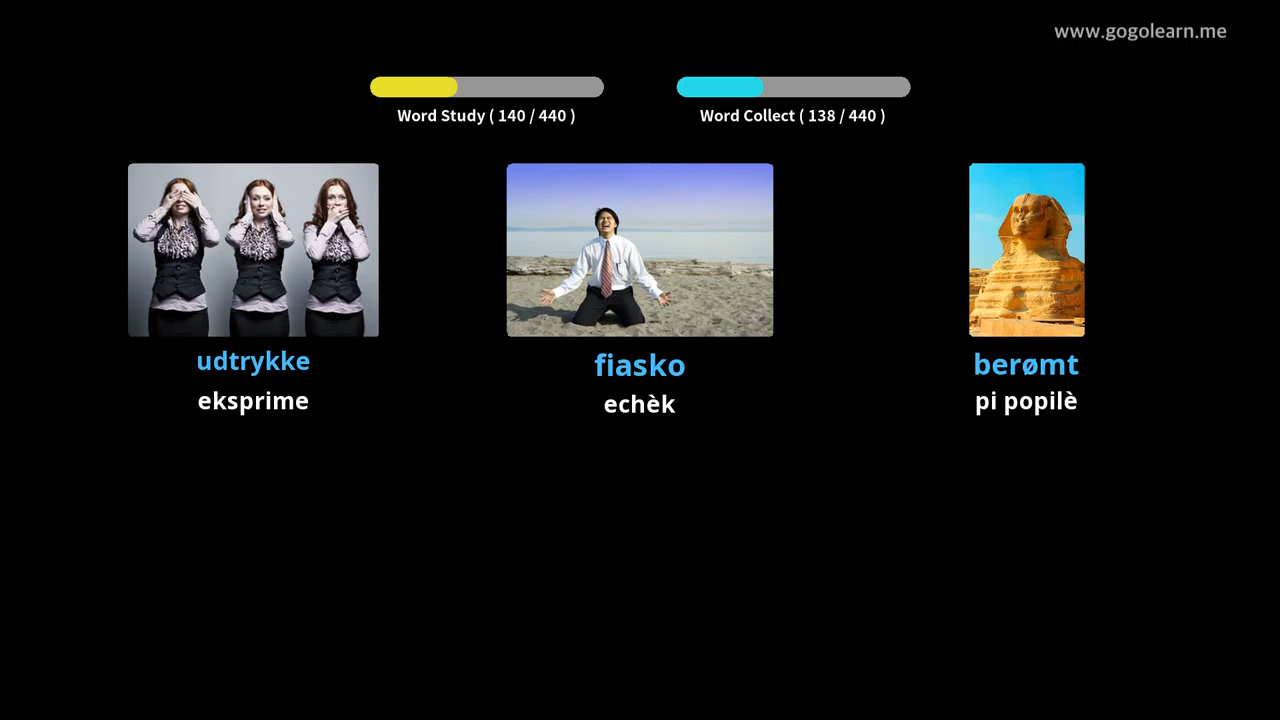 www.gogolearn.me
Word Study ( 140 / 440 )
Word Collect ( 138 / 440 )
udtrykke
eksprime
fiasko
echèk
berømt
pi popilè